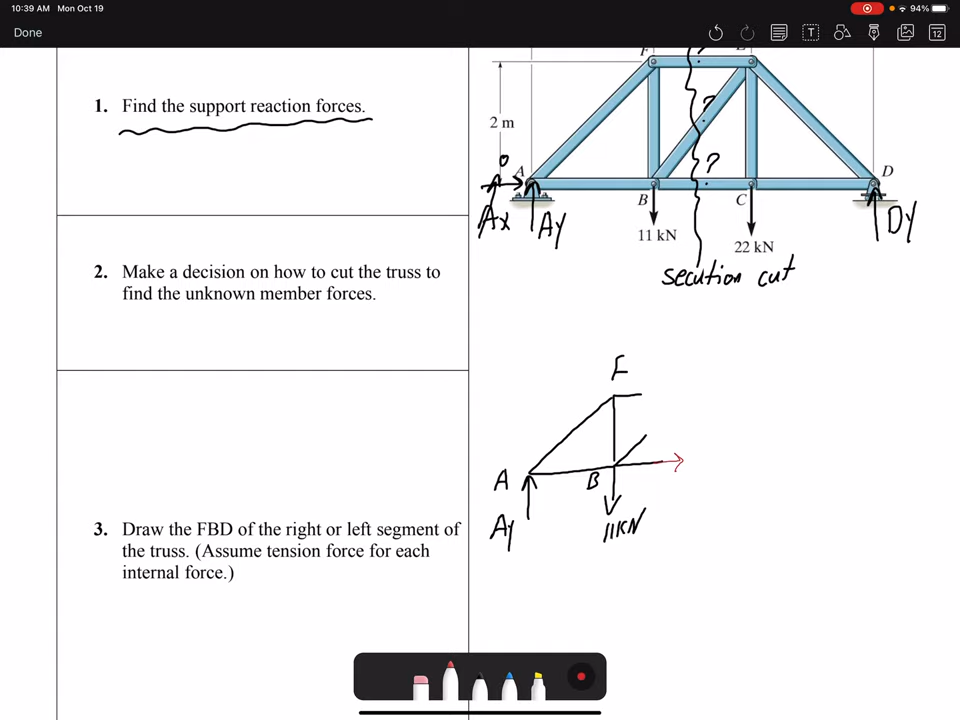 10:39 AM Mon Oct 19
94%
Done
T
12
1. Find the support reaction forces.
2. Make a decision on how to cut the truss to
find the unknown member forces.
3. Draw the FBD of the right or left segment of
the truss. (Assume tension force for each
internal force.)
F
E
?
2 m
?
?
0
A
D
Ax
Ay
B
C
Dy
11 kN
22 kN
secution cut
F
A
B
Ay
11KN